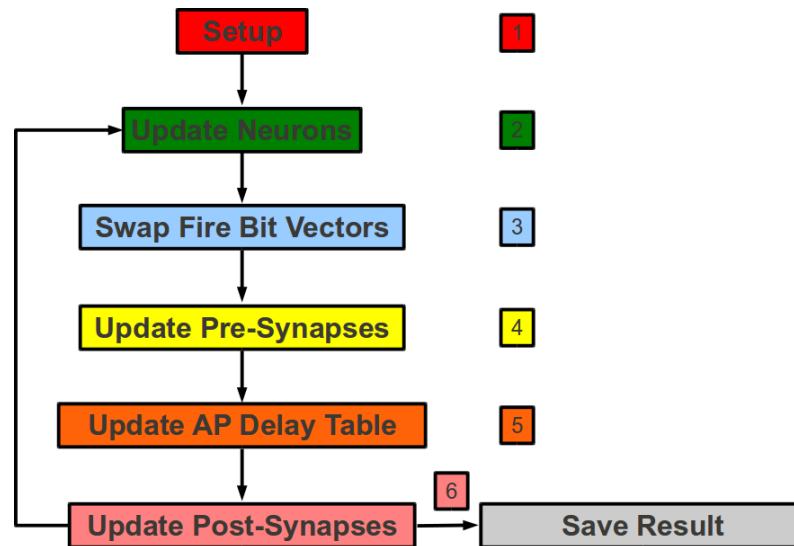 Setup
1
Update Neurons
2
Swap Fire Bit Vectors
3
Update Pre-Synapses
4
Update AP Delay Table
5
6
Update Post-Synapses
Save Result